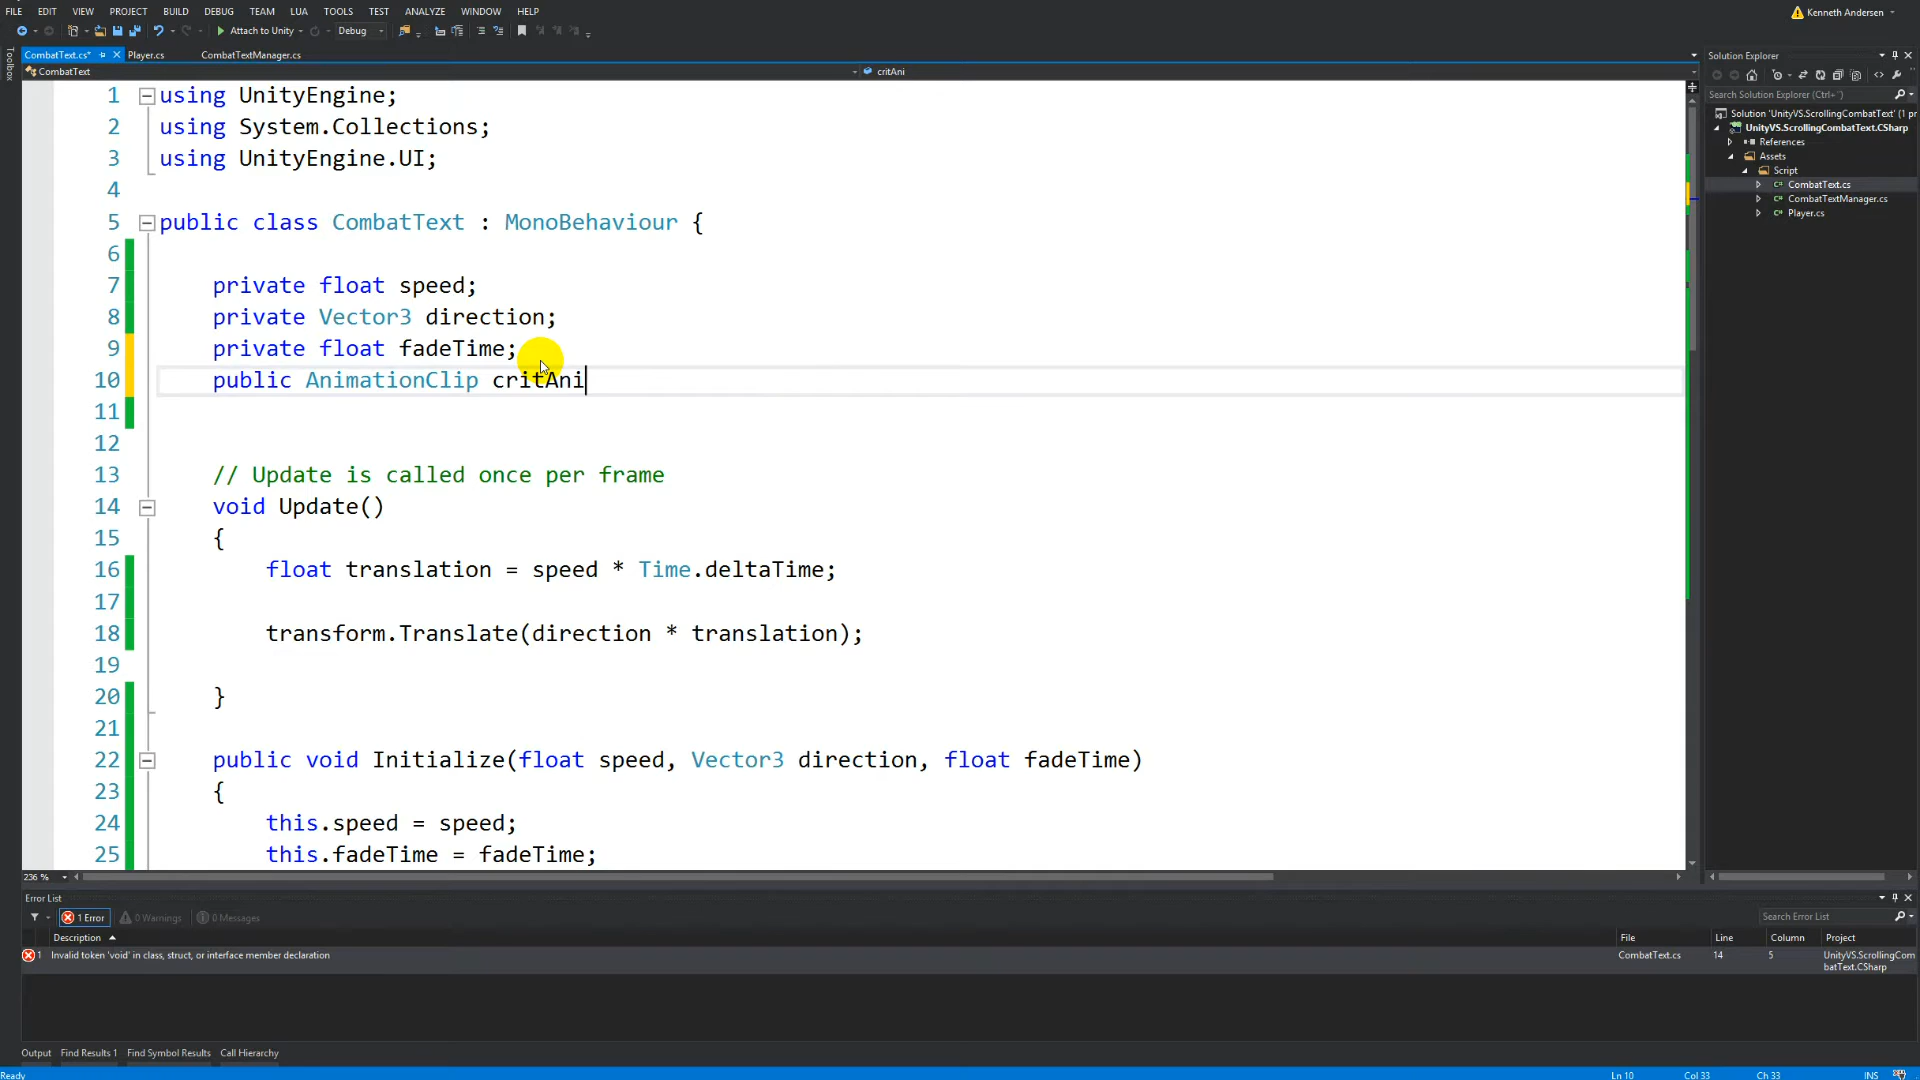 FILE EDIT VIEW PROJECT BUILD DEBUG TEAM LUA TOOLS TEST ANALYZE WINDOW HELP
Kenneth Andersen
Attach to Unity Debug
CombatText.cs* Player.cs CombatTextManager.cs
CombatText critAni
Toolbox
1 using UnityEngine;
2 using System.Collections;
3 using UnityEngine.UI;
4
5 public class CombatText : MonoBehaviour {
6
7 private float speed;
8 private Vector3 direction;
9 private float fadeTime;
10 public AnimationClip critAni
11
12
13 // Update is called once per frame
14 void Update()
15 {
16 float translation = speed * Time.deltaTime;
17
18 transform.Translate(direction * translation);
19
20 }
21
22 public void Initialize(float speed, Vector3 direction, float fadeTime)
23 {
24 this.speed = speed;
25 this.fadeTime = fadeTime;
236 %
Solution Explorer
Search Solution Explorer (Ctrl+¨)
Solution 'UnityVS.ScrollingCombatText' (1 pr
UnityVS.ScrollingCombatText.CSharp
References
Assets
Script
CombatText.cs
CombatTextManager.cs
Player.cs
Error List
1 Error 0 Warnings 0 Messages
Search Error List
Description File Line Column Project
1 Invalid token 'void' in class, struct, or interface member declaration CombatText.cs 14 5 UnityVS.ScrollingCom
batText.CSharp
Output Find Results 1 Find Symbol Results Call Hierarchy
Ready Ln 10 Col 33 Ch 33 INS